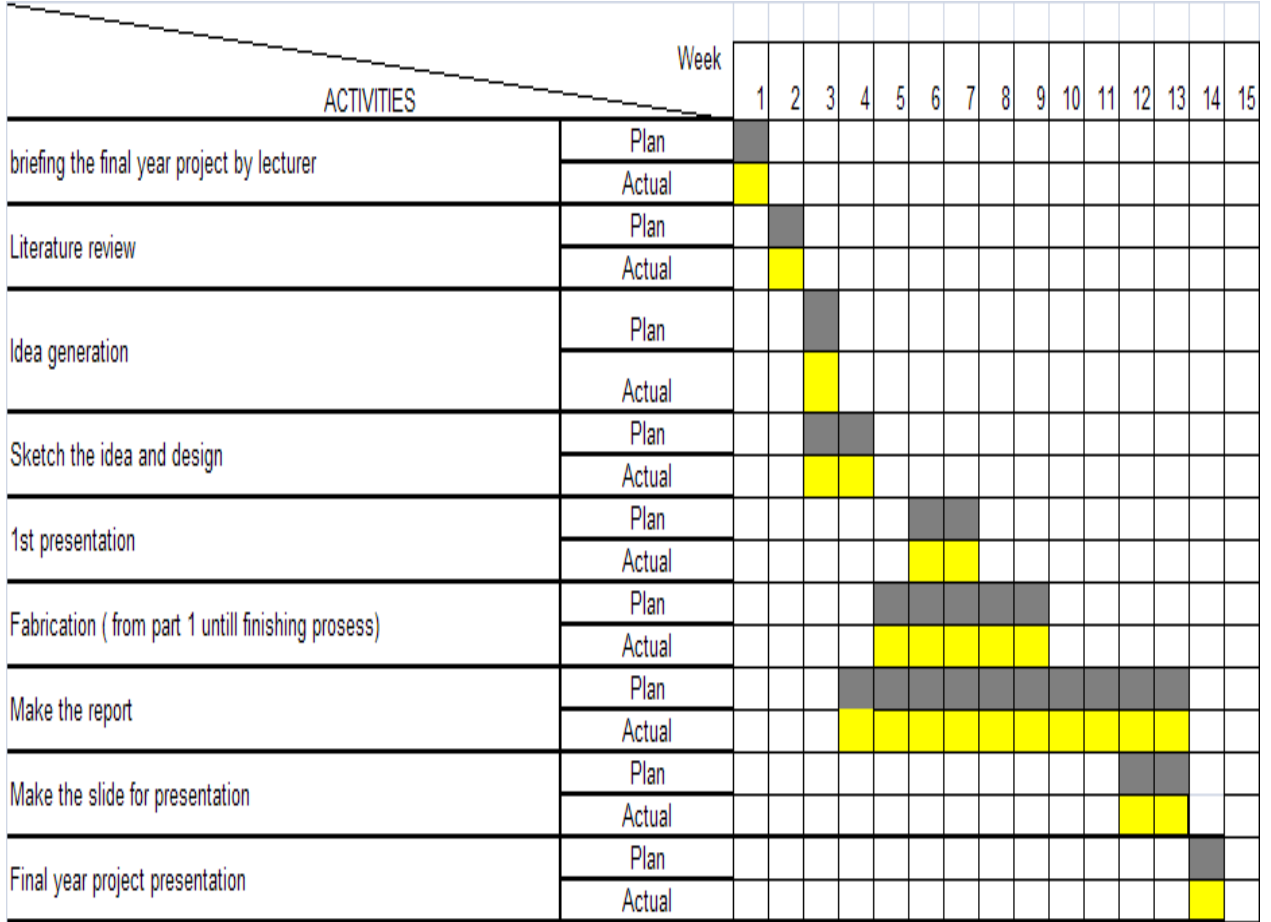 Week
ACTIVITIES
1 2 3 4 5 6 7 8 9 10 11 12 13 14 15
briefing the final year project by lecturer
Plan
Actual
Literature review
Plan
Actual
Idea generation
Plan
Actual
Sketch the idea and design
Plan
Actual
1st presentation
Plan
Actual
Fabrication ( from part 1 untill finishing prosess)
Plan
Actual
Make the report
Plan
Actual
Make the slide for presentation
Plan
Actual
Final year project presentation
Plan
Actual